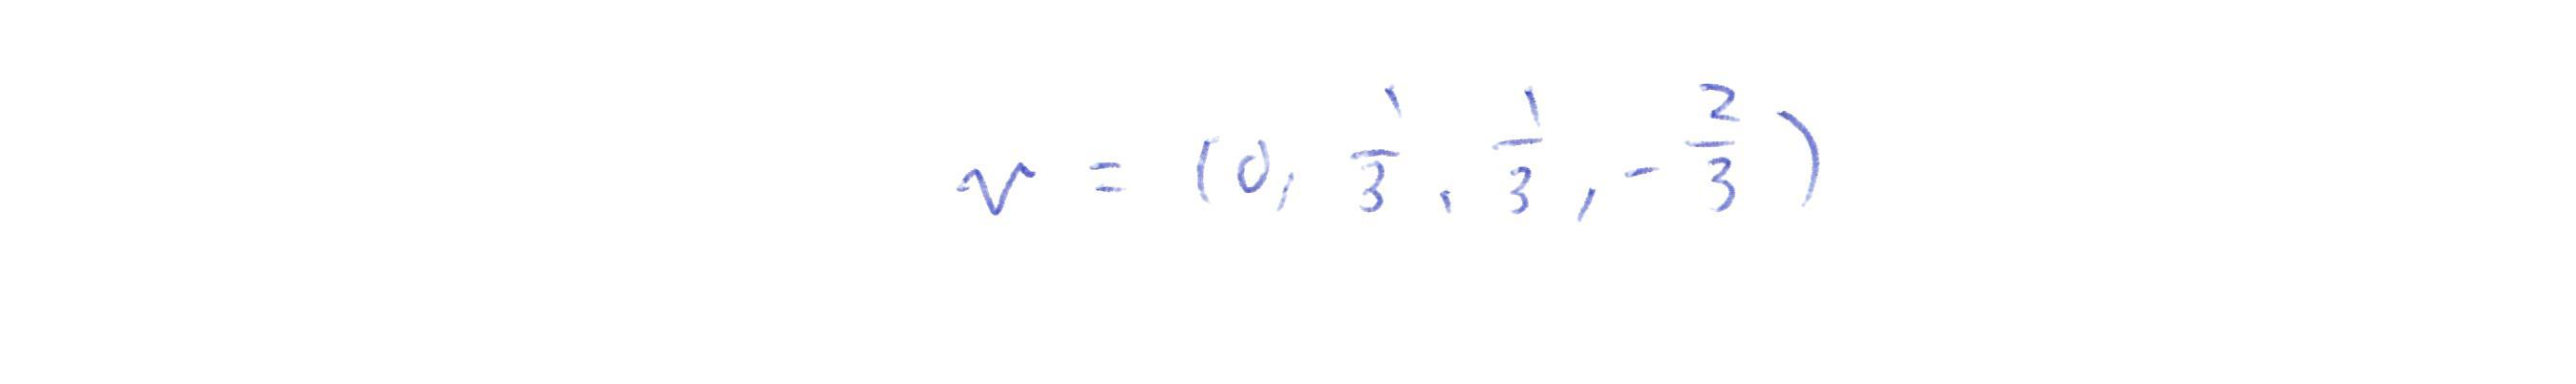 v = (0, 1/3, 1/3, -2/3)